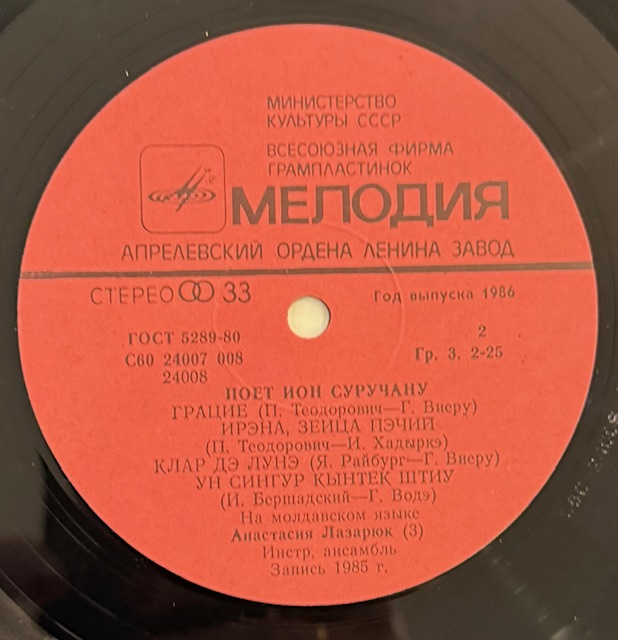 МИНИСТЕРСТВО
КУЛЬТУРЫ СССР
ВСЕСОЮЗНАЯ ФИРМА
ГРАМПЛАСТИНОК
МЕЛОДИЯ
АПРЕЛЕВСКИЙ ОРДЕНА ЛЕНИНА ЗАВОД
СТЕРЕО 33
Год выпуска 1986
ГОСТ 5289-80
2
С60 24007 008
Гр. 3. 2-25
24008
ПОЕТ ИОН СУРУЧАНУ
ГРАЦИЕ (П. Теодорович—Г. Виеру)
ИРЭНА, ЗЕИЦА ПЭЧИЙ
(П. Теодорович—И. Хадыркэ)
КЛАР ДЭ ЛУНЭ (Я. Райбург—Г. Виеру)
УН СИНГУР КЫНТЕК ШТИУ
(И. Бершадский—Г. Водэ)
На молдавском языке
Анастасия Лазарюк (3)
Инстр. ансамбль
Запись 1985 г.